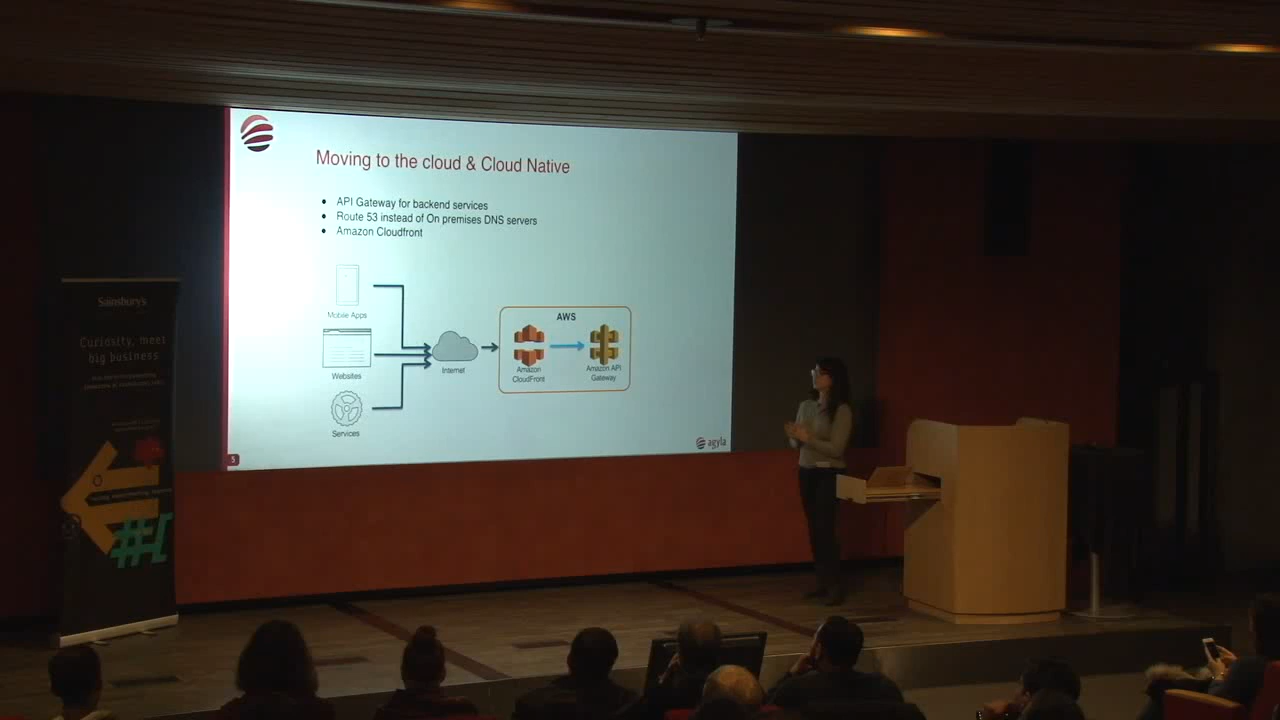 Moving to the cloud & Cloud Native
• API Gateway for backend services
• Route 53 instead of On premises DNS servers
• Amazon Cloudfront
Mobile Apps
Websites
Services
Internet
AWS
Amazon
CloudFront
Amazon API
Gateway
5
agyla
Sainsbury's
Curiosity, meet
big business